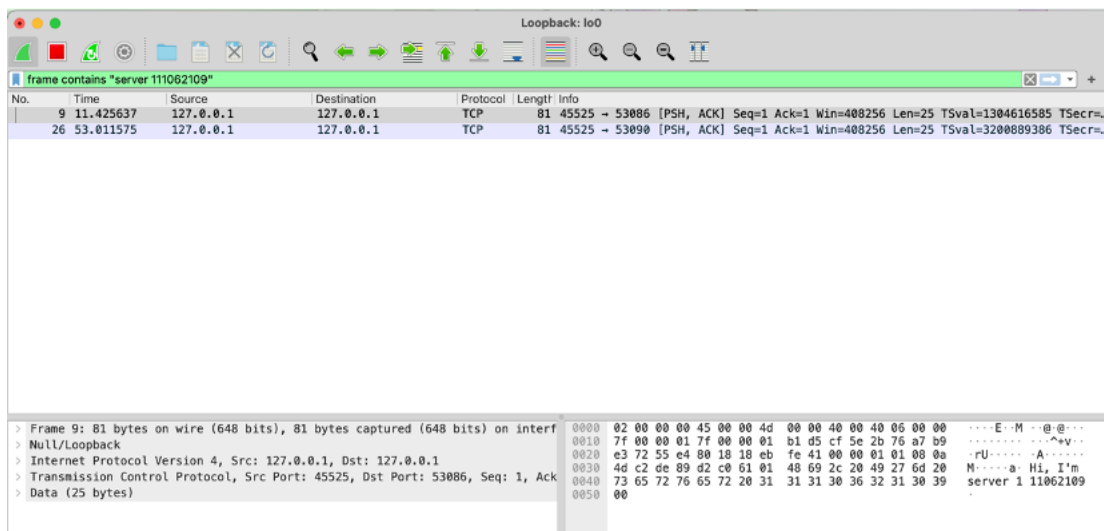 Loopback: lo0
frame contains "server 111062109"
No. Time Source Destination Protocol Length Info
9 11.425637 127.0.0.1 127.0.0.1 TCP 81 45525 → 53086 [PSH, ACK] Seq=1 Ack=1 Win=408256 Len=25 TSval=1304616585 TSecr=…
26 53.011575 127.0.0.1 127.0.0.1 TCP 81 45525 → 53090 [PSH, ACK] Seq=1 Ack=1 Win=408256 Len=25 TSval=3200889386 TSecr=…
> Frame 9: 81 bytes on wire (648 bits), 81 bytes captured (648 bits) on interf
> Null/Loopback
> Internet Protocol Version 4, Src: 127.0.0.1, Dst: 127.0.0.1
> Transmission Control Protocol, Src Port: 45525, Dst Port: 53086, Seq: 1, Ack
> Data (25 bytes)
0000 02 00 00 00 45 00 00 4d 00 00 40 00 40 06 00 00 ····E··M ··@·@···
0010 7f 00 00 01 7f 00 00 01 b1 d5 cf 5e 2b 76 a7 b9 ········ ···^+v··
0020 e3 72 55 e4 80 18 18 eb fe 41 00 00 01 01 08 0a ·rU····· ·A······
0030 4d c2 de 89 d2 c0 61 01 48 69 2c 20 49 27 6d 20 M·····a· Hi, I'm
0040 73 65 72 76 65 72 20 31 31 31 30 36 32 31 30 39 server 1 11062109
0050 00 ·